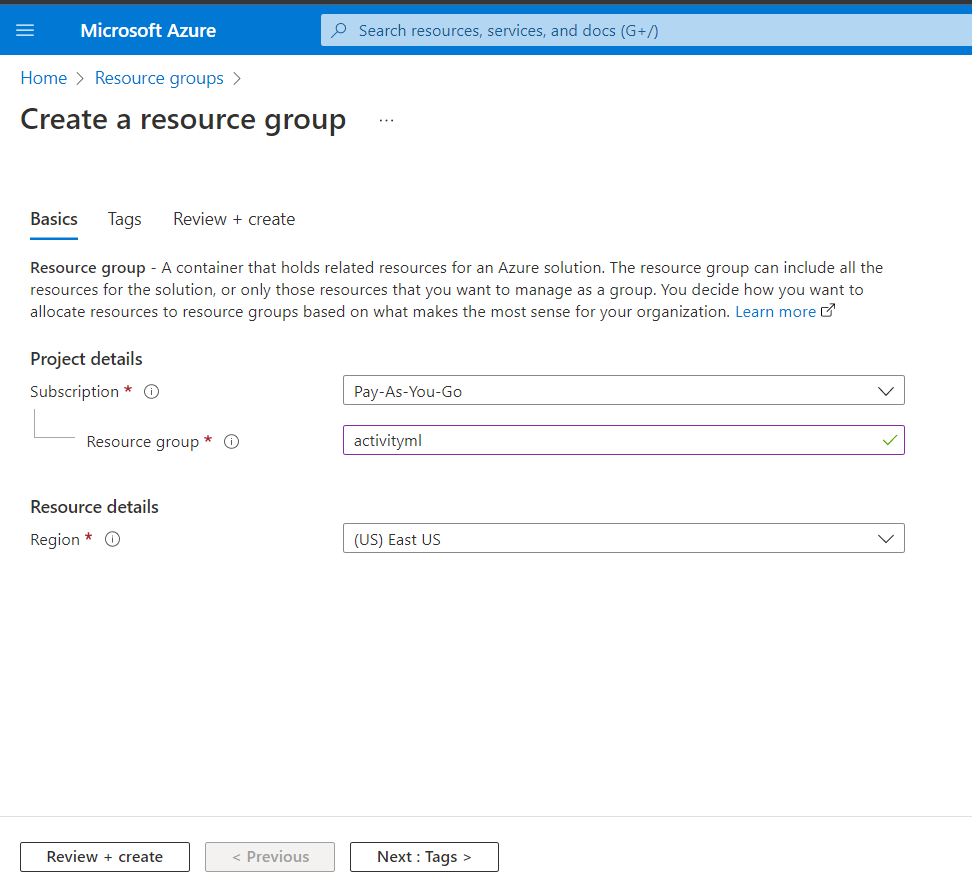 Microsoft Azure
Search resources, services, and docs (G+/)
Home > Resource groups >
Create a resource group ...
Basics Tags Review + create
Resource group - A container that holds related resources for an Azure solution. The resource group can include all the
resources for the solution, or only those resources that you want to manage as a group. You decide how you want to
allocate resources to resource groups based on what makes the most sense for your organization. Learn more
Project details
Subscription * Pay-As-You-Go
Resource group * activityml
Resource details
Region * (US) East US
Review + create < Previous Next : Tags >